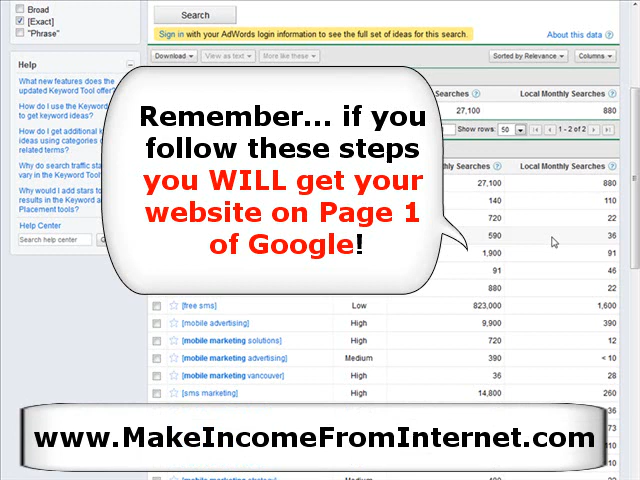 Broad
[Exact]
"Phrase"
Search
Sign in with your AdWords login information to see the full set of ideas for this search.
About this data
Download
View as text
More like these
Sorted by Relevance
Columns
Help
What new features does the
updated Keyword Tool offer?
How do I use the Keyword
to get keyword ideas?
How do I get additional k
ideas using categories
related terms?
Why do search traffic sta
vary in the Keyword Tool
Why would I add stars to
results in the Keyword a
Placement tools?
Help Center
Search help center
Searches
Local Monthly Searches
27,100 880
Show rows: 50 1 - 2 of 2
Searches
Local Monthly Searches
27,100 880
140 110
720 22
590 36
1,900 91
91 46
880 22
Remember... if you
follow these steps
you WILL get your
website on Page 1
of Google!
[free sms] Low 823,000 1,600
[mobile advertising] High 9,900 390
[mobile marketing solutions] High 720 12
[mobile marketing advertising] Medium 390 < 10
[mobile marketing vancouver] High 36 28
[sms marketing] High 14,800 260
www.MakeIncomeFromInternet.com